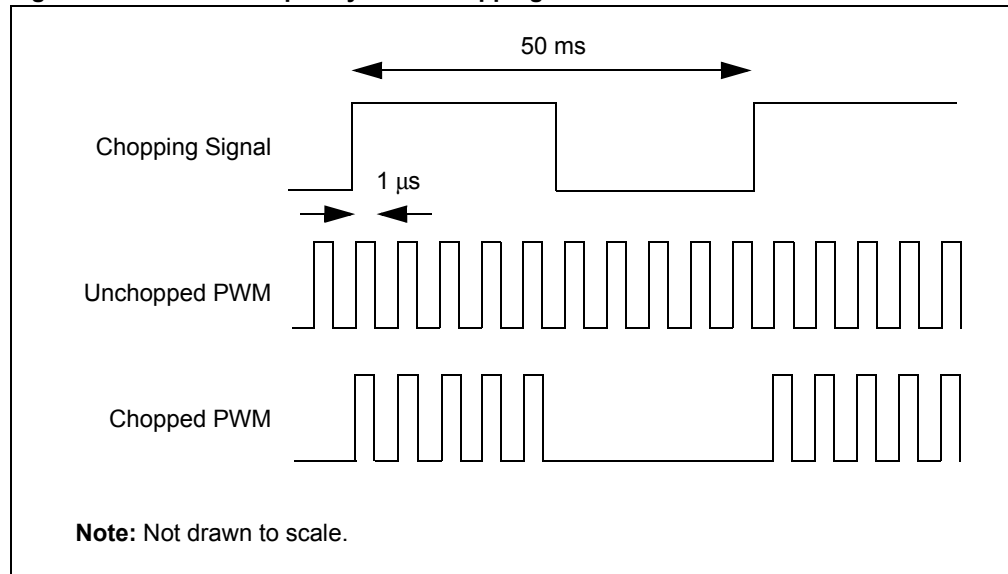 50 ms
Chopping Signal
1 μs
Unchopped PWM
Chopped PWM
Note: Not drawn to scale.